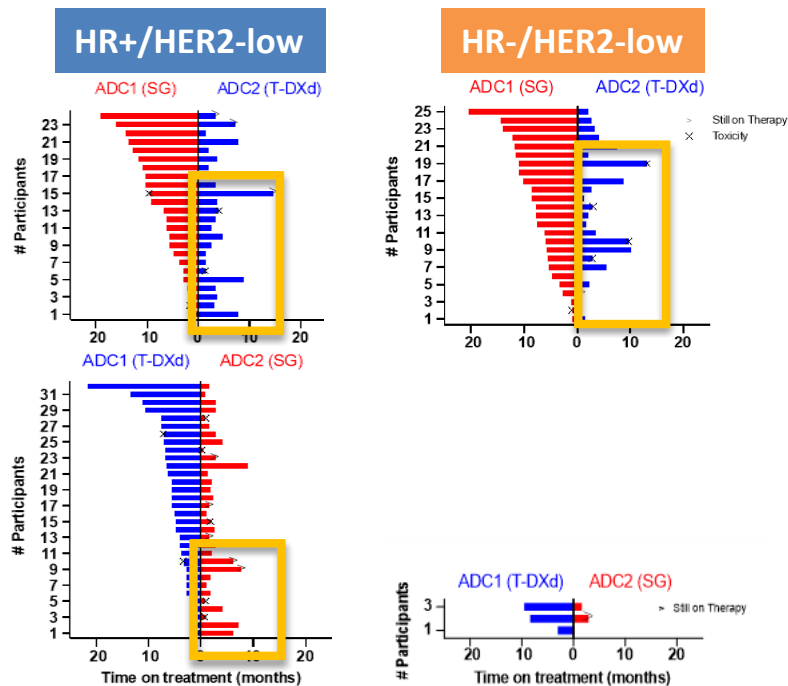 HR+/HER2-low
HR-/HER2-low
ADC1 (SG) ADC2 (T-DXd)
# Participants
23
21
19
17
15
13
11
9
7
5
3
1
20 10 0 10 20
ADC1 (SG) ADC2 (T-DXd)
> Still on Therapy
× Toxicity
# Participants
25
23
21
19
17
15
13
11
9
7
5
3
1
20 10 0 10 20
ADC1 (T-DXd) ADC2 (SG)
# Participants
31
29
27
25
23
21
19
17
15
13
11
9
7
5
3
1
20 10 0 10 20
Time on treatment (months)
ADC1 (T-DXd) ADC2 (SG)
> Still on Therapy
# Participants
3
1
20 10 0 10 20
Time on treatment (months)